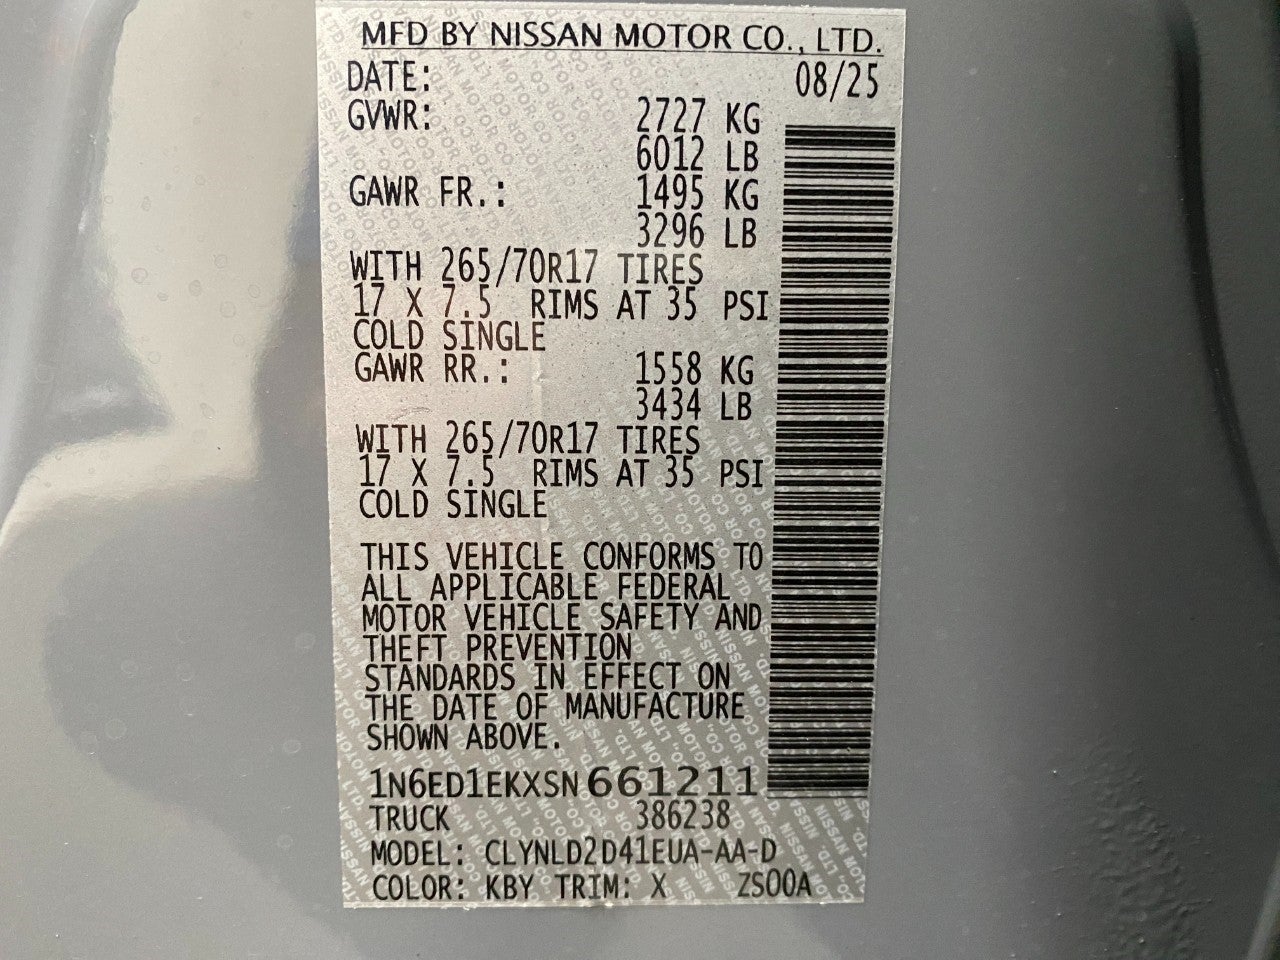 MFD BY NISSAN MOTOR CO., LTD.
DATE: 08/25
GVWR: 2727 KG
6012 LB
GAWR FR.: 1495 KG
3296 LB
WITH 265/70R17 TIRES
17 X 7.5 RIMS AT 35 PSI
COLD SINGLE
GAWR RR.: 1558 KG
3434 LB
WITH 265/70R17 TIRES
17 X 7.5 RIMS AT 35 PSI
COLD SINGLE
THIS VEHICLE CONFORMS TO
ALL APPLICABLE FEDERAL
MOTOR VEHICLE SAFETY AND
THEFT PREVENTION
STANDARDS IN EFFECT ON
THE DATE OF MANUFACTURE
SHOWN ABOVE.
1N6ED1EKXSN661211
TRUCK 386238
MODEL: CLYNLD2D41EUA-AA-D
COLOR: KBY TRIM: X ZS00A